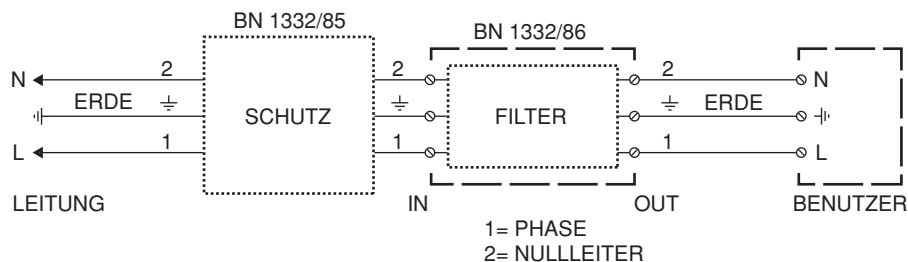 BN 1332/85
BN 1332/86
N 2 2 2 N
ERDE SCHUTZ FILTER ERDE
L 1 1 1 L
LEITUNG IN OUT BENUTZER
1= PHASE
2= NULLLEITER